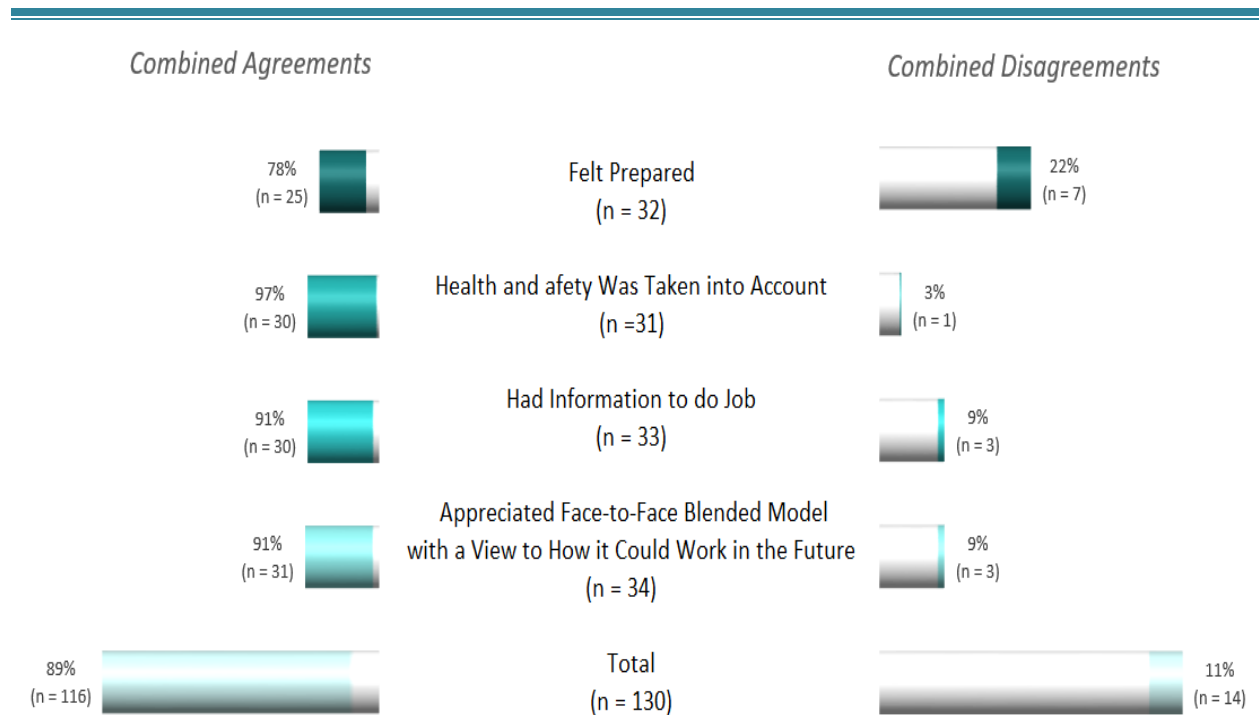 Combined Agreements
Combined Disagreements
78%
(n = 25)
Felt Prepared
(n = 32)
22%
(n = 7)
97%
(n = 30)
Health and afety Was Taken into Account
(n =31)
3%
(n = 1)
91%
(n = 30)
Had Information to do Job
(n = 33)
9%
(n = 3)
91%
(n = 31)
Appreciated Face-to-Face Blended Model
with a View to How it Could Work in the Future
(n = 34)
9%
(n = 3)
89%
(n = 116)
Total
(n = 130)
11%
(n = 14)